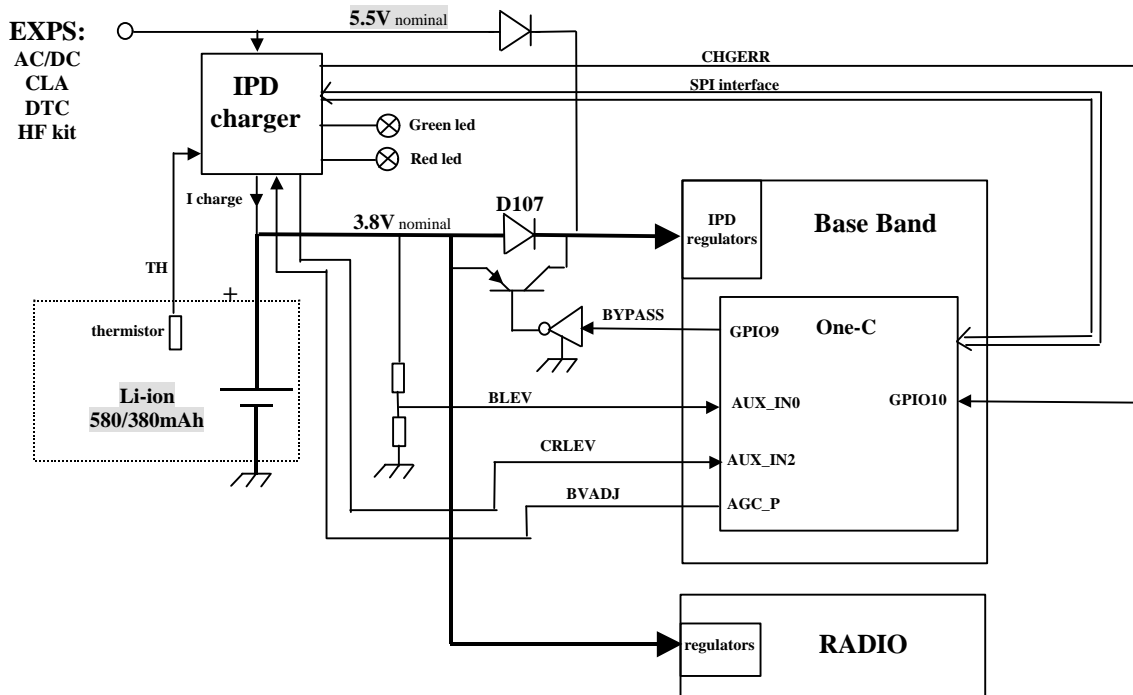 5.5V nominal
EXPS:
AC/DC
CLA
DTC
HF kit
IPD
charger
CHGERR
SPI interface
Green led
Red led
I charge
D107
3.8V nominal
IPD
regulators
Base Band
TH
+
thermistor
BYPASS
GPIO9
One-C
Li-ion
580/380mAh
BLEV
AUX_IN0
GPIO10
CRLEV
AUX_IN2
BVADJ
AGC_P
regulators
RADIO